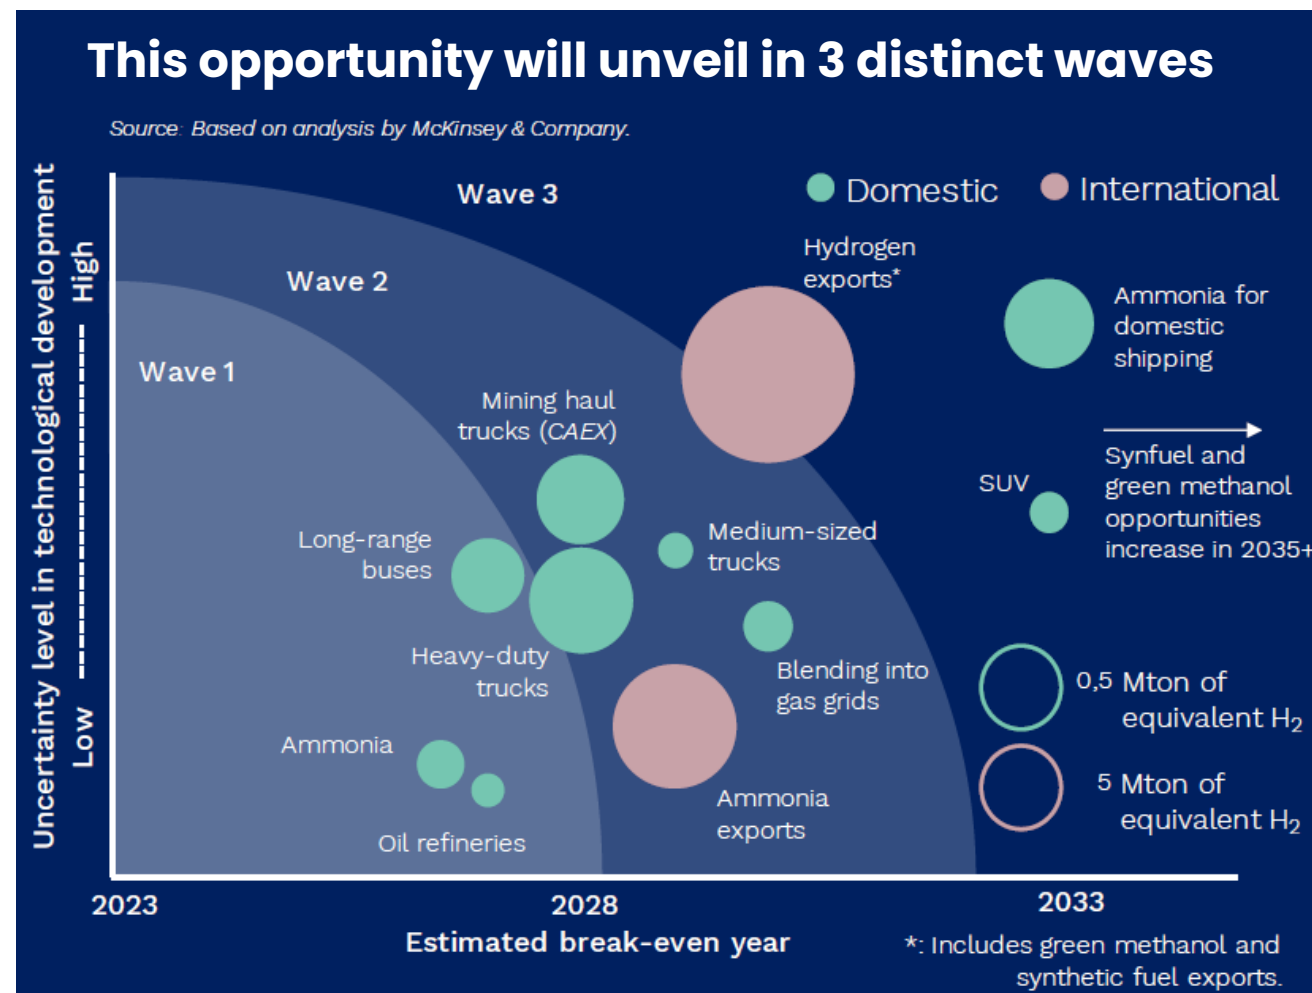 This opportunity will unveil in 3 distinct waves
Source: Based on analysis by McKinsey & Company.
Uncertainty level in technological development
High
Low
Wave 3
Wave 2
Wave 1
Domestic
International
Hydrogen
exports*
Ammonia for
domestic
shipping
Mining haul
trucks (CAEX)
Synfuel and
green methanol
opportunities
increase in 2035+
SUV
Long-range
buses
Medium-sized
trucks
Heavy-duty
trucks
Blending into
gas grids
0,5 Mton of
equivalent H₂
Ammonia
5 Mton of
equivalent H₂
Ammonia
exports
Oil refineries
2023
2028
2033
Estimated break-even year
*: Includes green methanol and
synthetic fuel exports.